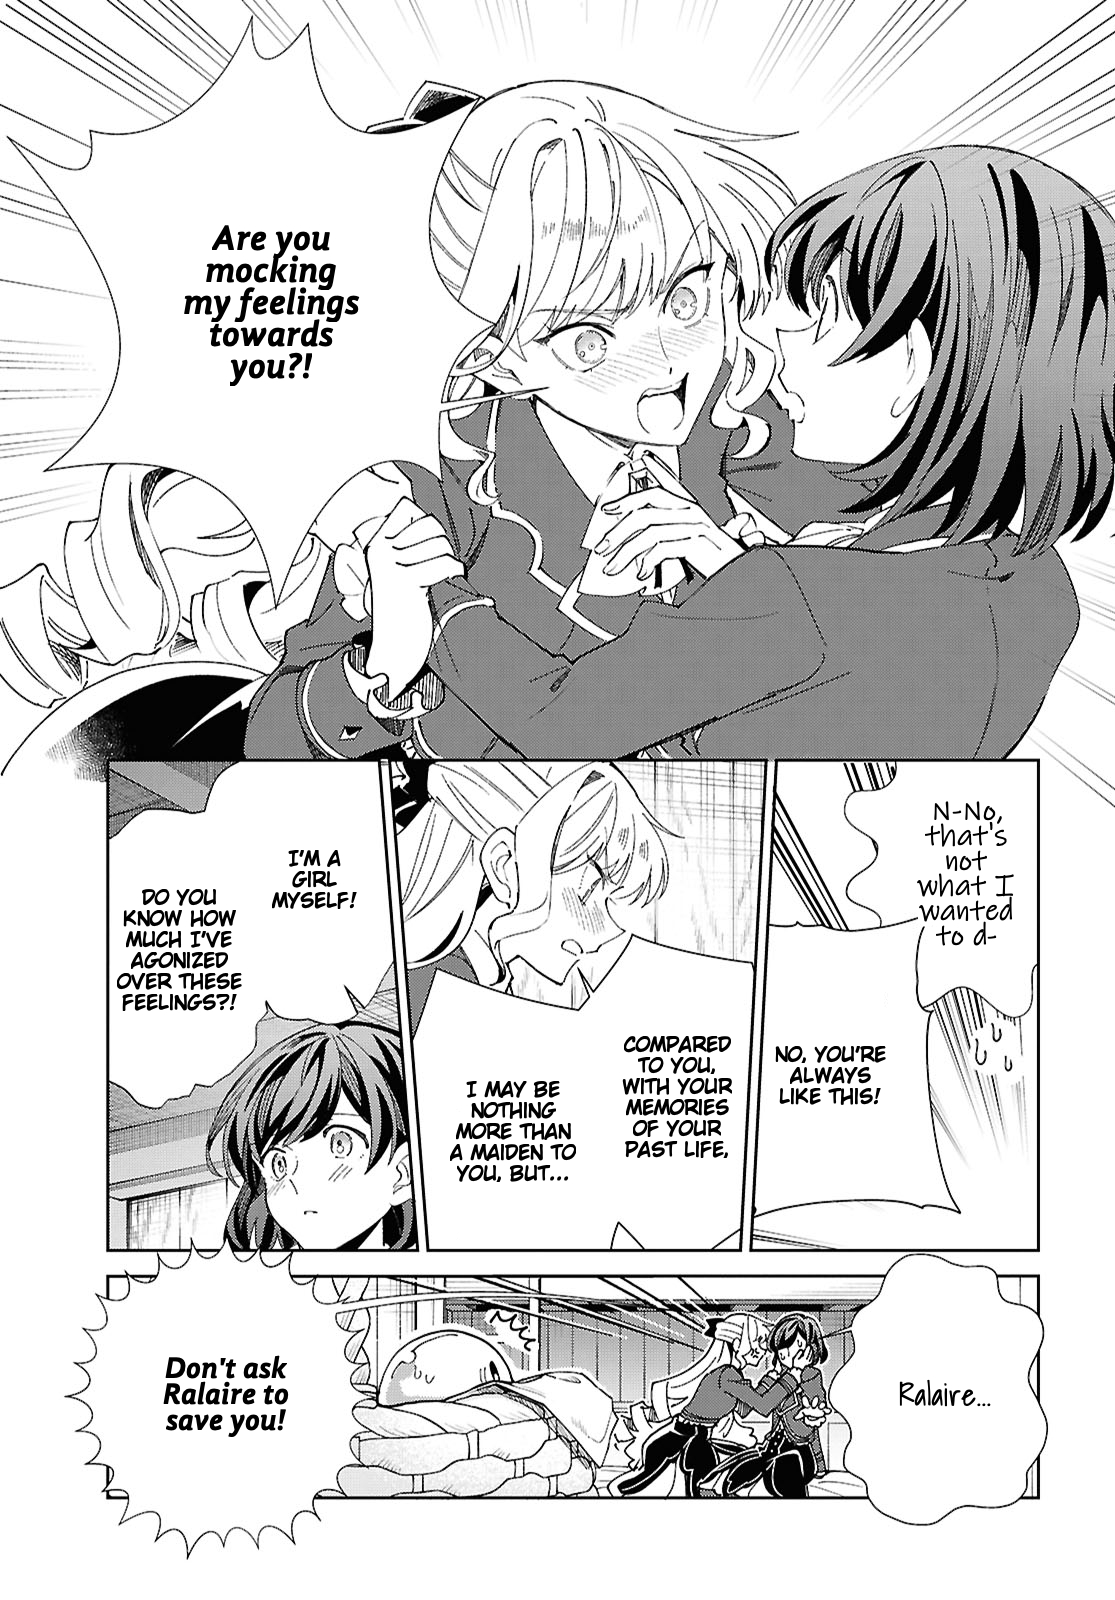 Are you
mocking
my feelings
towards
you?!
N-No,
that's
not
what I
wanted
to d-
NO, YOU'RE
ALWAYS
LIKE THIS!
COMPARED
TO YOU,
WITH YOUR
MEMORIES
OF YOUR
PAST LIFE,
I MAY BE
NOTHING
MORE THAN
A MAIDEN TO
YOU, BUT...
I'M A
GIRL
MYSELF!
DO YOU
KNOW HOW
MUCH I'VE
AGONIZED
OVER THESE
FEELINGS?!
Ralaire...
Don't ask
Ralaire to
save you!